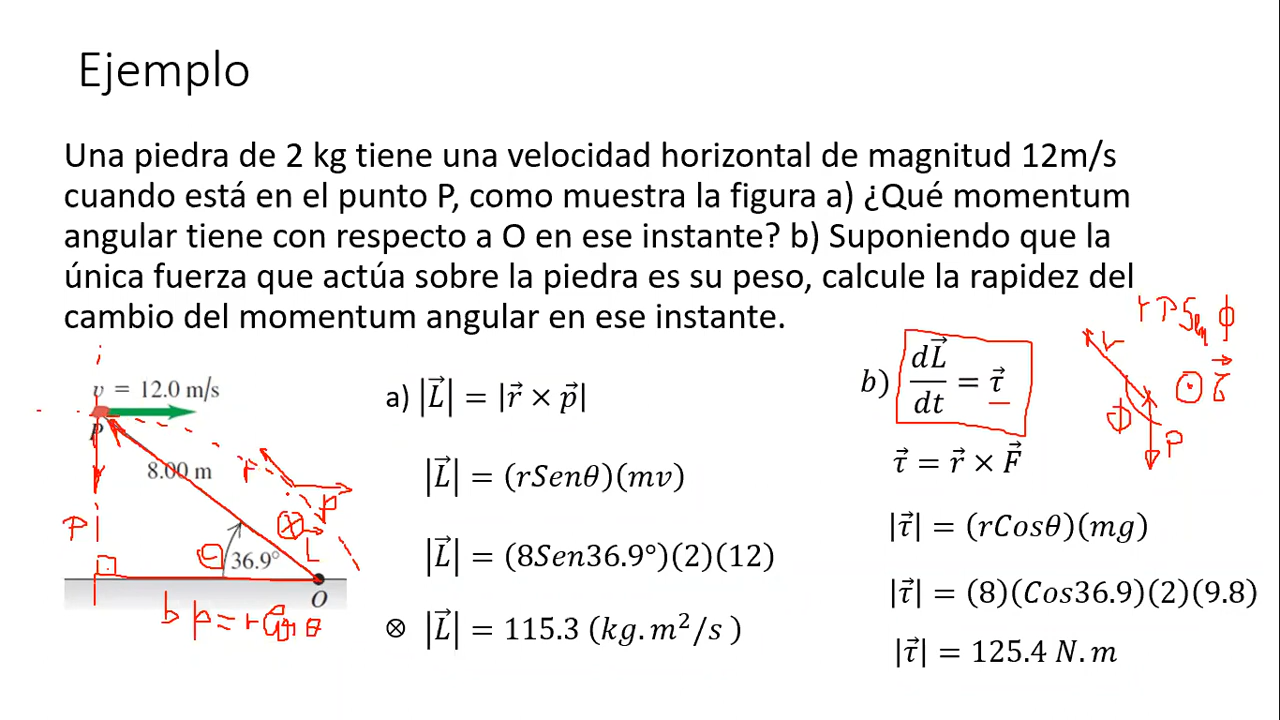 Ejemplo
Una piedra de 2 kg tiene una velocidad horizontal de magnitud 12m/s
cuando está en el punto P, como muestra la figura a) ¿Qué momentum
angular tiene con respecto a O en ese instante? b) Suponiendo que la
única fuerza que actúa sobre la piedra es su peso, calcule la rapidez del
cambio del momentum angular en ese instante.
v = 12.0 m/s
P
8.00 m
r
p
P
L
θ
36.9°
O
b p = r Cos θ
a) |L⃗| = |r⃗ × p⃗|
|L⃗| = (rSenθ)(mv)
|L⃗| = (8Sen36.9°)(2)(12)
⊗ |L⃗| = 115.3 (kg.m²/s )
b) dL⃗/dt = τ⃗
τ⃗ = r⃗ × F⃗
|τ⃗| = (rCosθ)(mg)
|τ⃗| = (8)(Cos36.9)(2)(9.8)
|τ⃗| = 125.4 N.m
r P Sen ϕ
r
⊙ τ⃗
ϕ
P